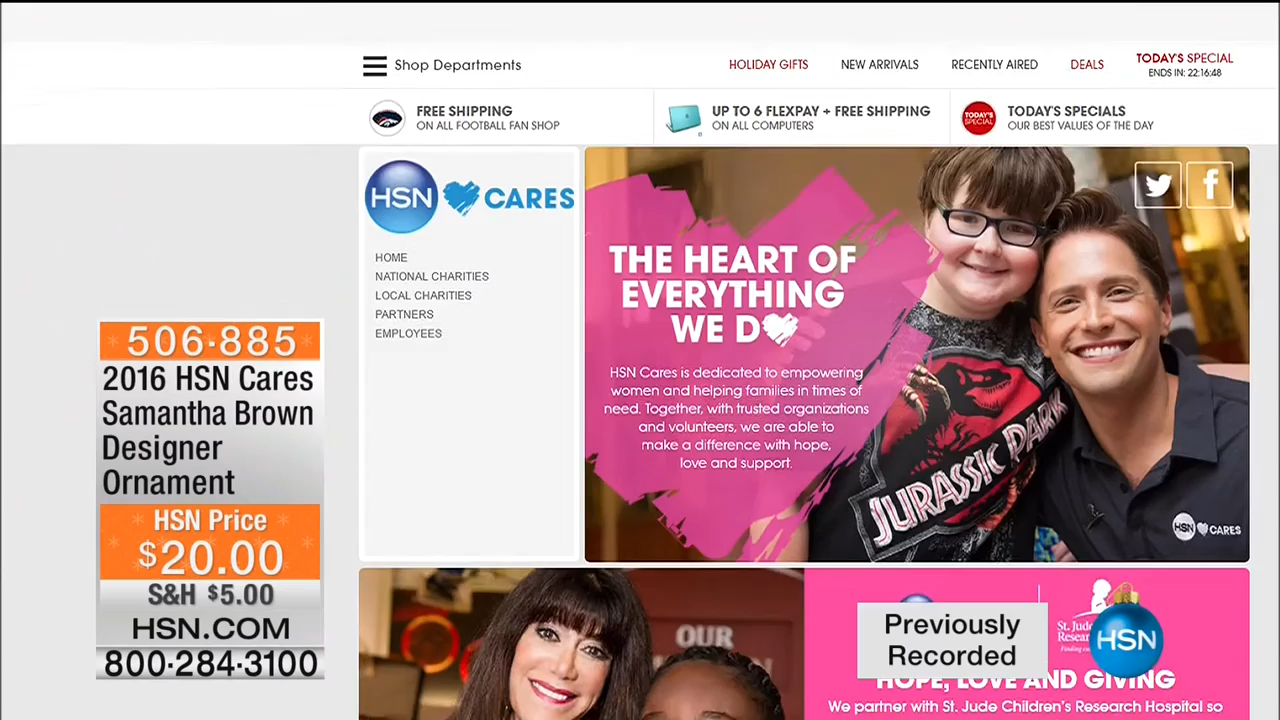 Shop Departments
HOLIDAY GIFTS
NEW ARRIVALS
RECENTLY AIRED
DEALS
TODAY'S SPECIAL
ENDS IN: 22:16:48
FREE SHIPPING
ON ALL FOOTBALL FAN SHOP
UP TO 6 FLEXPAY + FREE SHIPPING
ON ALL COMPUTERS
TODAY'S SPECIAL
TODAY'S SPECIALS
OUR BEST VALUES OF THE DAY
HSN CARES
HOME
NATIONAL CHARITIES
LOCAL CHARITIES
PARTNERS
EMPLOYEES
THE HEART OF
EVERYTHING
WE D
HSN Cares is dedicated to empowering
women and helping families in times of
need. Together, with trusted organizations
and volunteers, we are able to
make a difference with hope,
love and support.
JURASSIC PARK
HSN CARES
506-885
2016 HSN Cares
Samantha Brown
Designer
Ornament
HSN Price
$20.00
S&H $5.00
HSN.COM
800-284-3100
OUR
St. Jude
Finding
Previously
Recorded
HSN
HOPE, LOVE AND GIVING
We partner with St. Jude Children's Research Hospital so